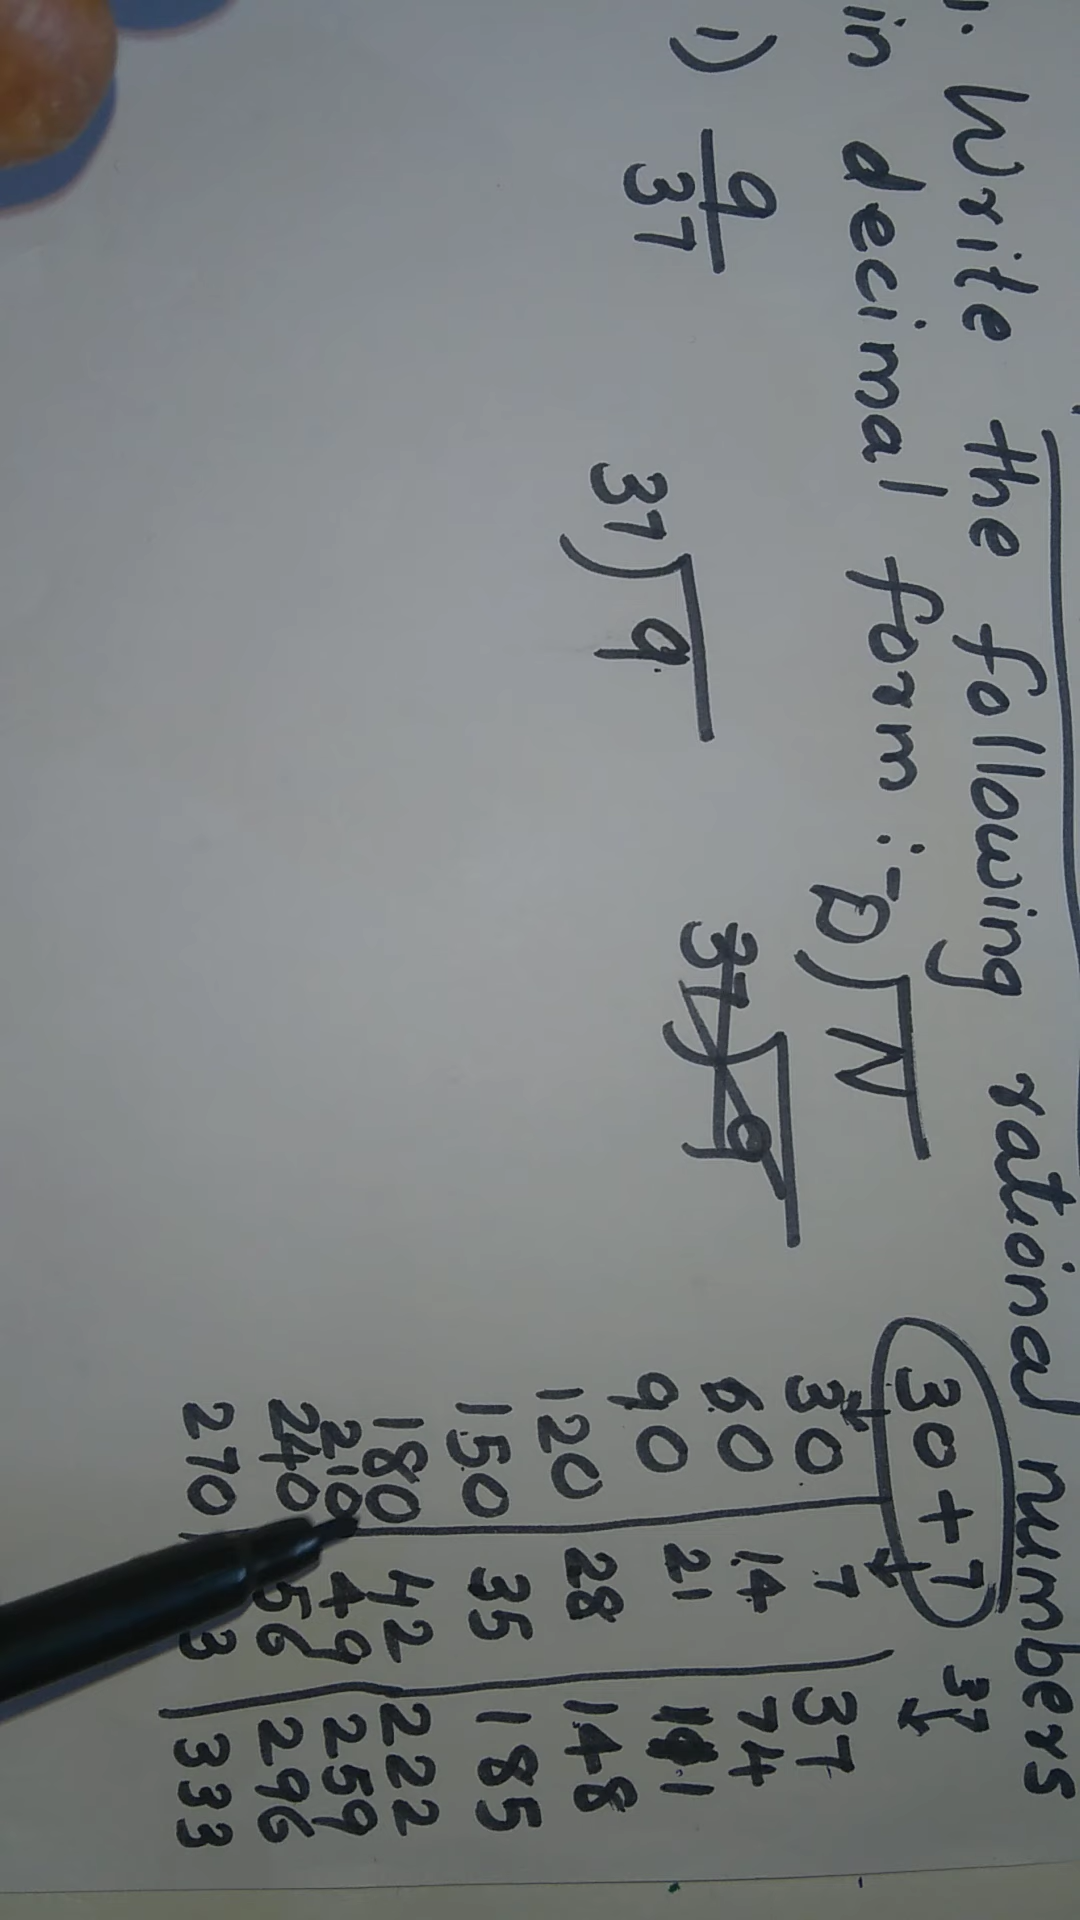 1. Write the following rational numbers
in decimal form :-
D)N
30+7
37
1) 9/37
37)9
37)9
30 7 37
60 14 74
90 21 111
120 28 148
150 35 185
180 42 222
210 49 259
240 56 296
270 3 333